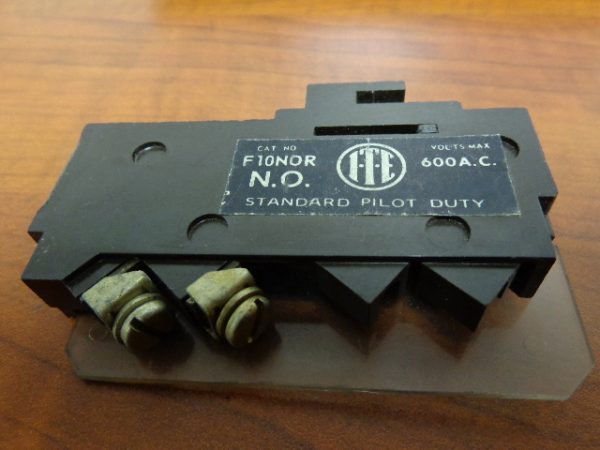 CAT NO
F10NOR
N.O.
I-T-E
VOLTS MAX
600A.C.
STANDARD PILOT DUTY